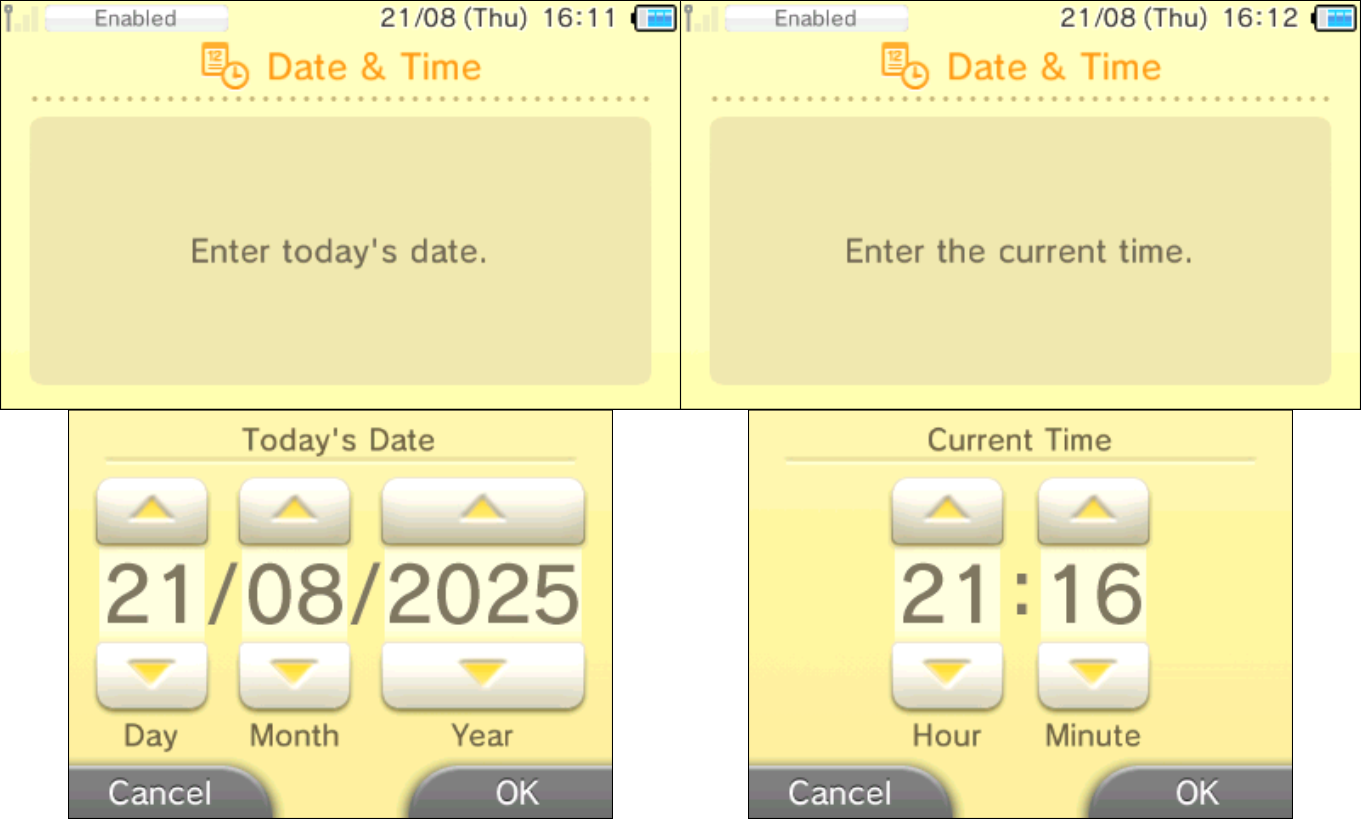 Enabled 21/08 (Thu) 16:11
12 Date & Time
Enter today's date.
Today's Date
21/08/2025
Day Month Year
Cancel OK
Enabled 21/08 (Thu) 16:12
12 Date & Time
Enter the current time.
Current Time
21:16
Hour Minute
Cancel OK